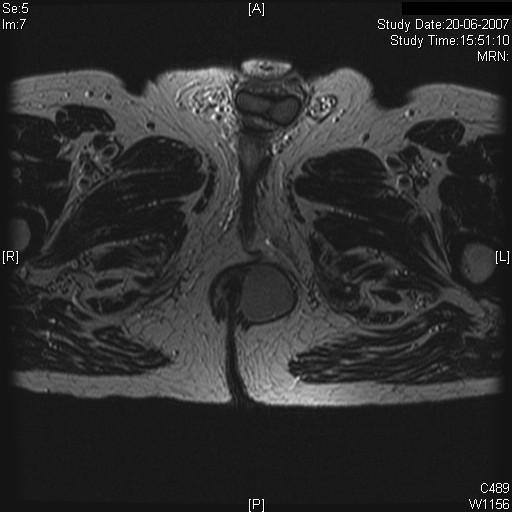 Se:5
Im:7
[A]
Study Date:20-06-2007
Study Time:15:51:10
MRN:
[R]
[L]
[P]
C489
W1156